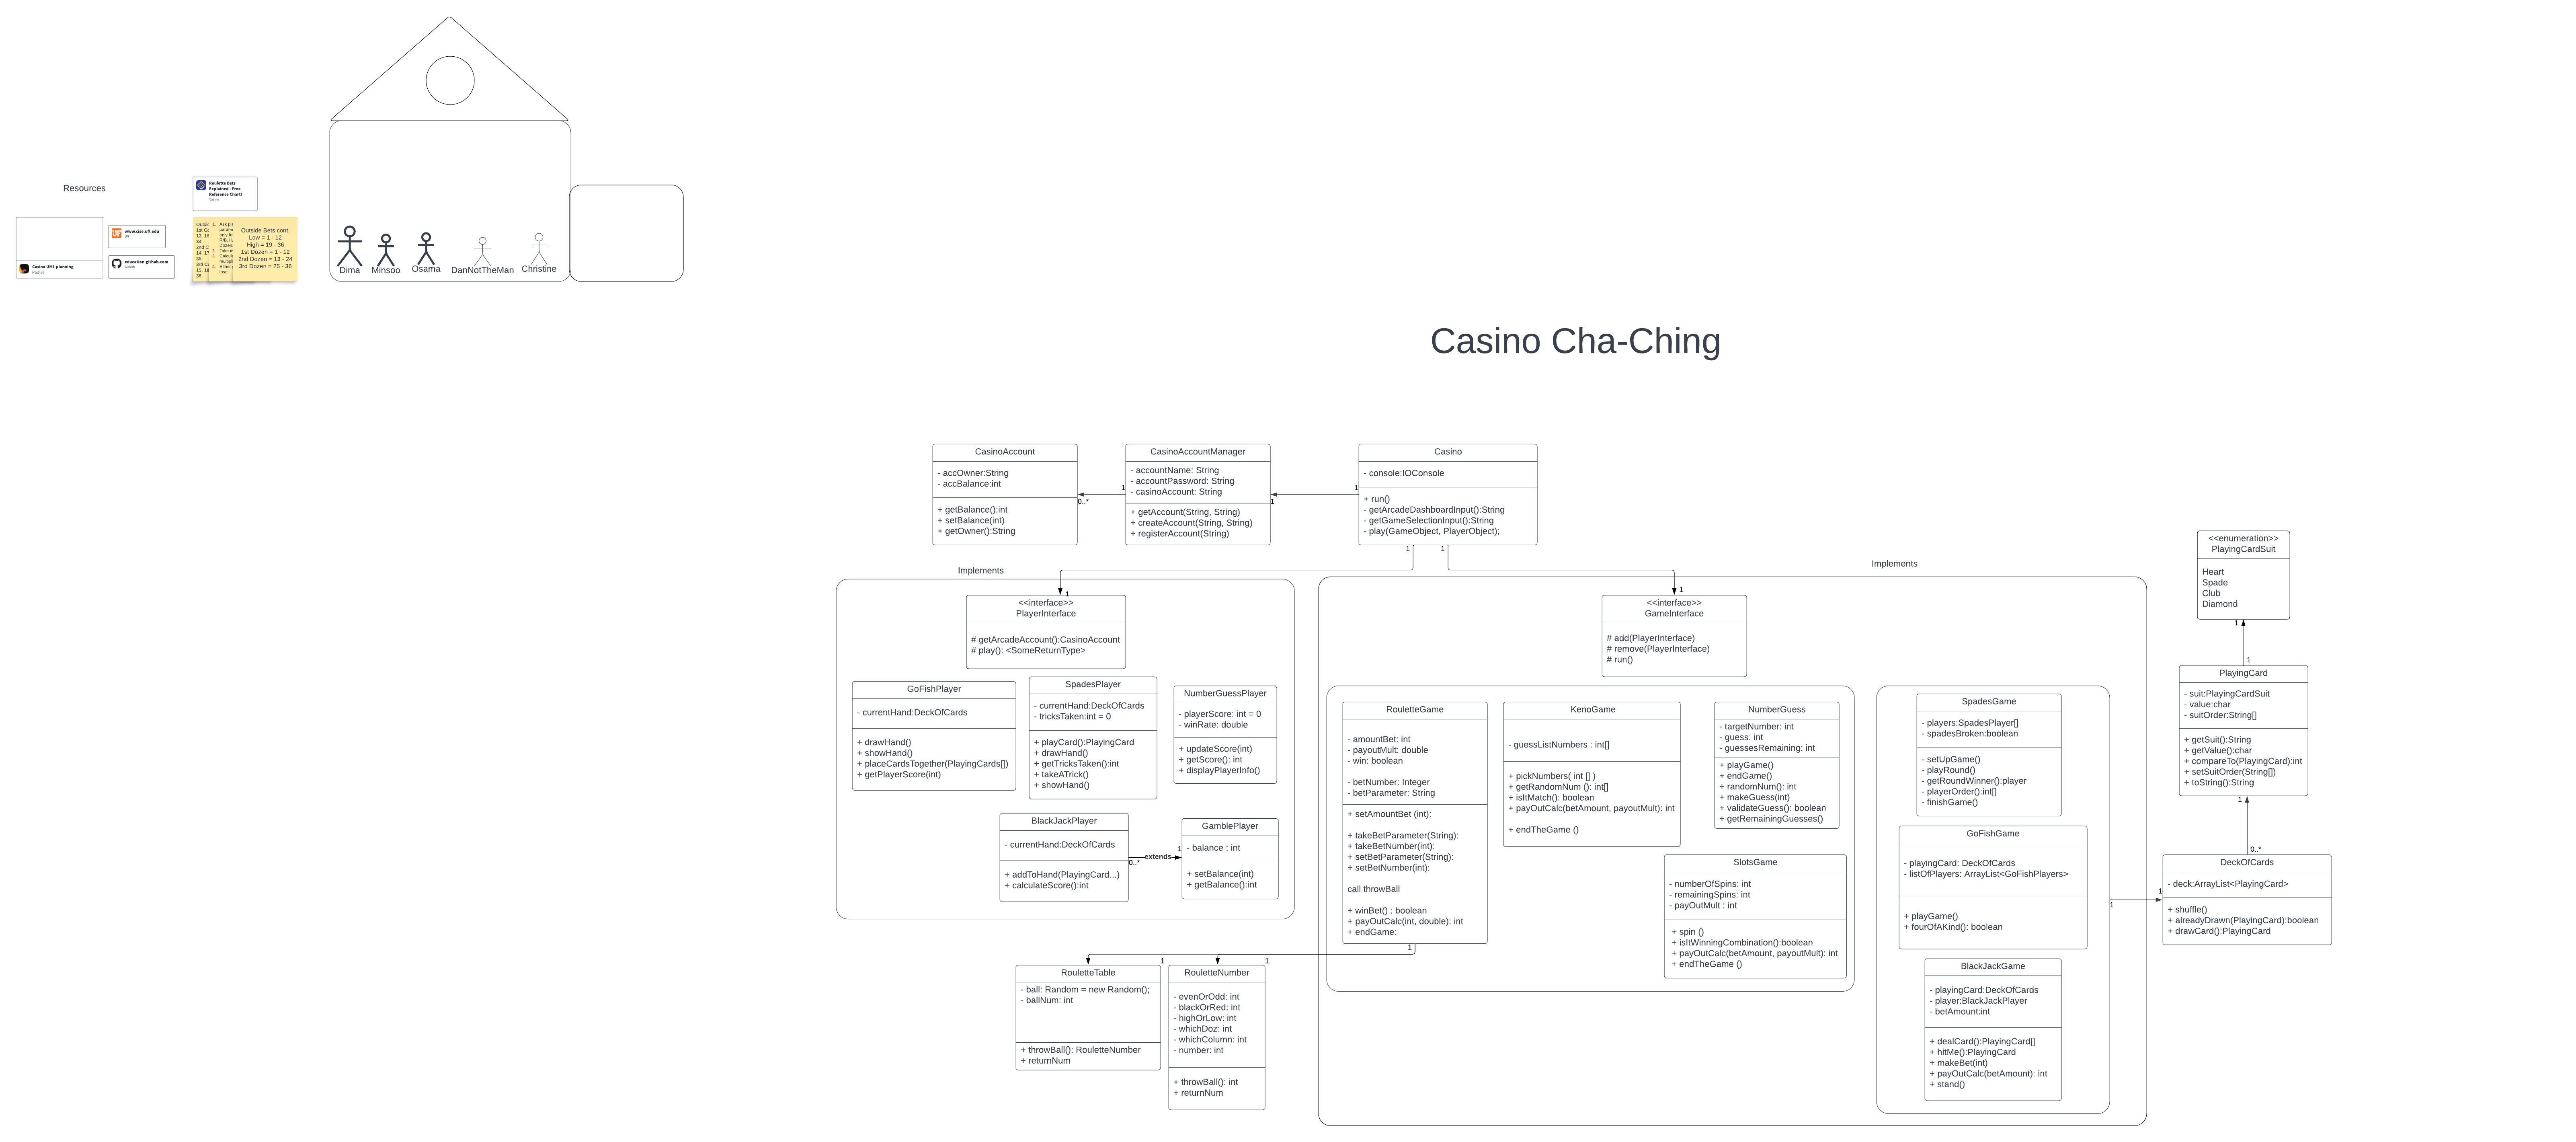 Resources
Casino UML planning
Padlet
www.cise.ufl.edu
education.github.com
GitHub
Roulette Bets
Explained - Free
Reference Chart!
Casino
Outside Bets cont.
Low = 1 - 12
High = 19 - 36
1st Dozen = 1 - 12
2nd Dozen = 13 - 24
3rd Dozen = 25 - 36
Dima
Minsoo
Osama
DanNotTheMan
Christine
Casino Cha-Ching
CasinoAccount
- accOwner:String
- accBalance:int
+ getBalance():int
+ setBalance(int)
+ getOwner():String
0..*
1
CasinoAccountManager
- accountName: String
- accountPassword: String
- casinoAccount: String
+ getAccount(String, String)
+ createAccount(String, String)
+ registerAccount(String)
1
1
Casino
- console:IOConsole
+ run()
- getArcadeDashboardInput():String
- getGameSelectionInput():String
- play(GameObject, PlayerObject);
1
1
Implements
1
<<interface>>
PlayerInterface
# getArcadeAccount():CasinoAccount
# play(): <SomeReturnType>
GoFishPlayer
- currentHand:DeckOfCards
+ drawHand()
+ showHand()
+ placeCardsTogether(PlayingCards[])
+ getPlayerScore(int)
SpadesPlayer
- currentHand:DeckOfCards
- tricksTaken:int = 0
+ playCard():PlayingCard
+ drawHand()
+ getTricksTaken():int
+ takeATrick()
+ showHand()
NumberGuessPlayer
- playerScore: int = 0
- winRate: double
+ updateScore(int)
+ getScore(): int
+ displayPlayerInfo()
BlackJackPlayer
- currentHand:DeckOfCards
+ addToHand(PlayingCard...)
+ calculateScore():int
0..*
extends
1
GamblePlayer
- balance : int
+ setBalance(int)
+ getBalance():int
Implements
1
<<interface>>
GameInterface
# add(PlayerInterface)
# remove(PlayerInterface)
# run()
RouletteGame
- amountBet: int
- payoutMult: double
- win: boolean
- betNumber: Integer
- betParameter: String
+ setAmountBet (int):
+ takeBetParameter(String):
+ takeBetNumber(int):
+ setBetParameter(String):
+ setBetNumber(int):
call throwBall
+ winBet() : boolean
+ payOutCalc(int, double): int
+ endGame:
1
KenoGame
- guessListNumbers : int[]
+ pickNumbers( int [] )
+ getRandomNum (): int[]
+ isItMatch(): boolean
+ payOutCalc(betAmount, payoutMult): int
+ endTheGame ()
NumberGuess
- targetNumber: int
- guess: int
- guessesRemaining: int
+ playGame()
+ endGame()
+ randomNum(): int
+ makeGuess(int)
+ validateGuess(): boolean
+ getRemainingGuesses()
SlotsGame
- numberOfSpins: int
- remainingSpins: int
- payOutMult : int
+ spin ()
+ isItWinningCombination():boolean
+ payOutCalc(betAmount, payoutMult): int
+ endTheGame ()
SpadesGame
- players:SpadesPlayer[]
- spadesBroken:boolean
- setUpGame()
- playRound()
- getRoundWinner():player
- playerOrder():int[]
- finishGame()
GoFishGame
- playingCard: DeckOfCards
- listOfPlayers: ArrayList<GoFishPlayers>
+ playGame()
+ fourOfAKind(): boolean
BlackJackGame
- playingCard:DeckOfCards
- player:BlackJackPlayer
- betAmount:int
+ dealCard():PlayingCard[]
+ hitMe():PlayingCard
+ makeBet(int)
+ payOutCalc(betAmount): int
+ stand()
1
1
RouletteTable
- ball: Random = new Random();
- ballNum: int
+ throwBall(): RouletteNumber
+ returnNum
1
RouletteNumber
- evenOrOdd: int
- blackOrRed: int
- highOrLow: int
- whichDoz: int
- whichColumn: int
- number: int
+ throwBall(): int
+ returnNum
1
<<enumeration>>
PlayingCardSuit
Heart
Spade
Club
Diamond
1
1
PlayingCard
- suit:PlayingCardSuit
- value:char
- suitOrder:String[]
+ getSuit():String
+ getValue():char
+ compareTo(PlayingCard):int
+ setSuitOrder(String[])
+ toString():String
1
0..*
DeckOfCards
- deck:ArrayList<PlayingCard>
+ shuffle()
+ alreadyDrawn(PlayingCard):boolean
+ drawCard():PlayingCard